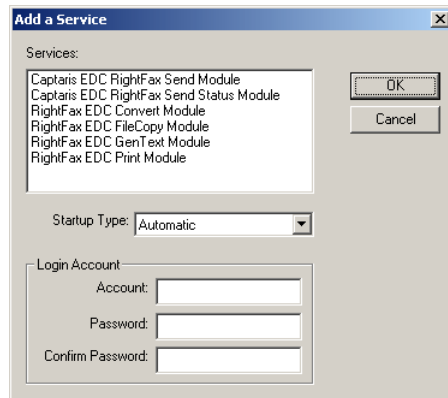 Add a Service
Services:
Captaris EDC RightFax Send Module
Captaris EDC RightFax Send Status Module
RightFax EDC Convert Module
RightFax EDC FileCopy Module
RightFax EDC GenText Module
RightFax EDC Print Module
OK
Cancel
Startup Type: Automatic
Login Account
Account:
Password:
Confirm Password: